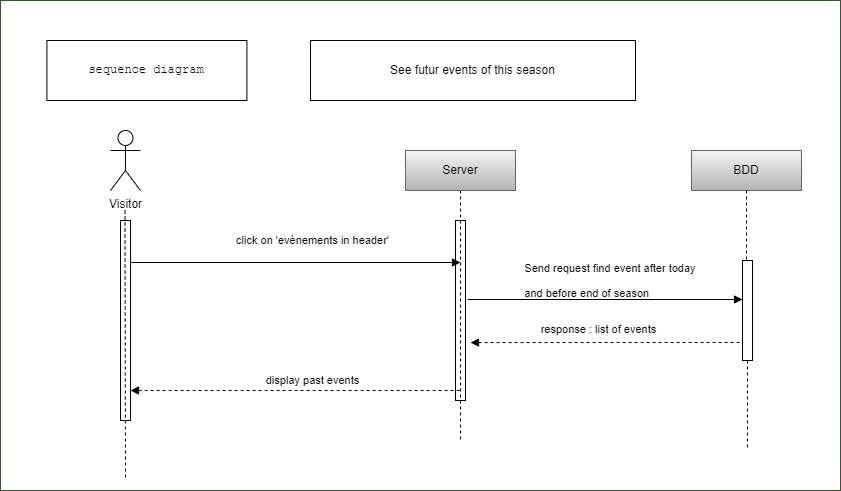 sequence diagram
See futur events of this season
Visitor
Server
BDD
click on 'evènements in header'
Send request find event after today
and before end of season
response : list of events
display past events